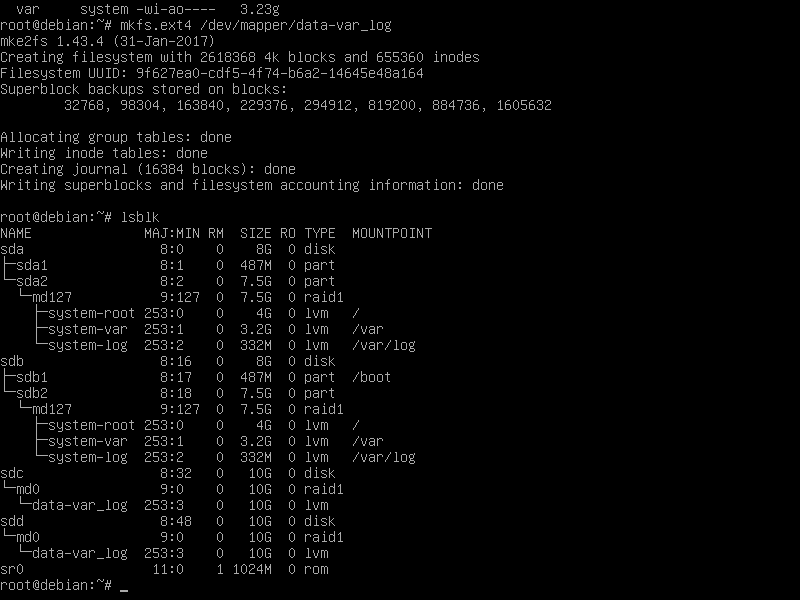 var     system -wi-ao----   3.23g
root@debian:~# mkfs.ext4 /dev/mapper/data-var_log
mke2fs 1.43.4 (31-Jan-2017)
Creating filesystem with 2618368 4k blocks and 655360 inodes
Filesystem UUID: 9f627ea0-cdf5-4f74-b6a2-14645e48a164
Superblock backups stored on blocks:
        32768, 98304, 163840, 229376, 294912, 819200, 884736, 1605632

Allocating group tables: done
Writing inode tables: done
Creating journal (16384 blocks): done
Writing superblocks and filesystem accounting information: done

root@debian:~# lsblk
NAME              MAJ:MIN RM   SIZE RO TYPE  MOUNTPOINT
sda                 8:0    0     8G  0 disk
├─sda1              8:1    0   487M  0 part
└─sda2              8:2    0   7.5G  0 part
  └─md127           9:127  0   7.5G  0 raid1
    ├─system-root 253:0    0     4G  0 lvm   /
    ├─system-var  253:1    0   3.2G  0 lvm   /var
    └─system-log  253:2    0   332M  0 lvm   /var/log
sdb                 8:16   0     8G  0 disk
├─sdb1              8:17   0   487M  0 part  /boot
└─sdb2              8:18   0   7.5G  0 part
  └─md127           9:127  0   7.5G  0 raid1
    ├─system-root 253:0    0     4G  0 lvm   /
    ├─system-var  253:1    0   3.2G  0 lvm   /var
    └─system-log  253:2    0   332M  0 lvm   /var/log
sdc                 8:32   0    10G  0 disk
└─md0               9:0    0    10G  0 raid1
  └─data-var_log  253:3    0    10G  0 lvm
sdd                 8:48   0    10G  0 disk
└─md0               9:0    0    10G  0 raid1
  └─data-var_log  253:3    0    10G  0 lvm
sr0                11:0    1  1024M  0 rom
root@debian:~# _